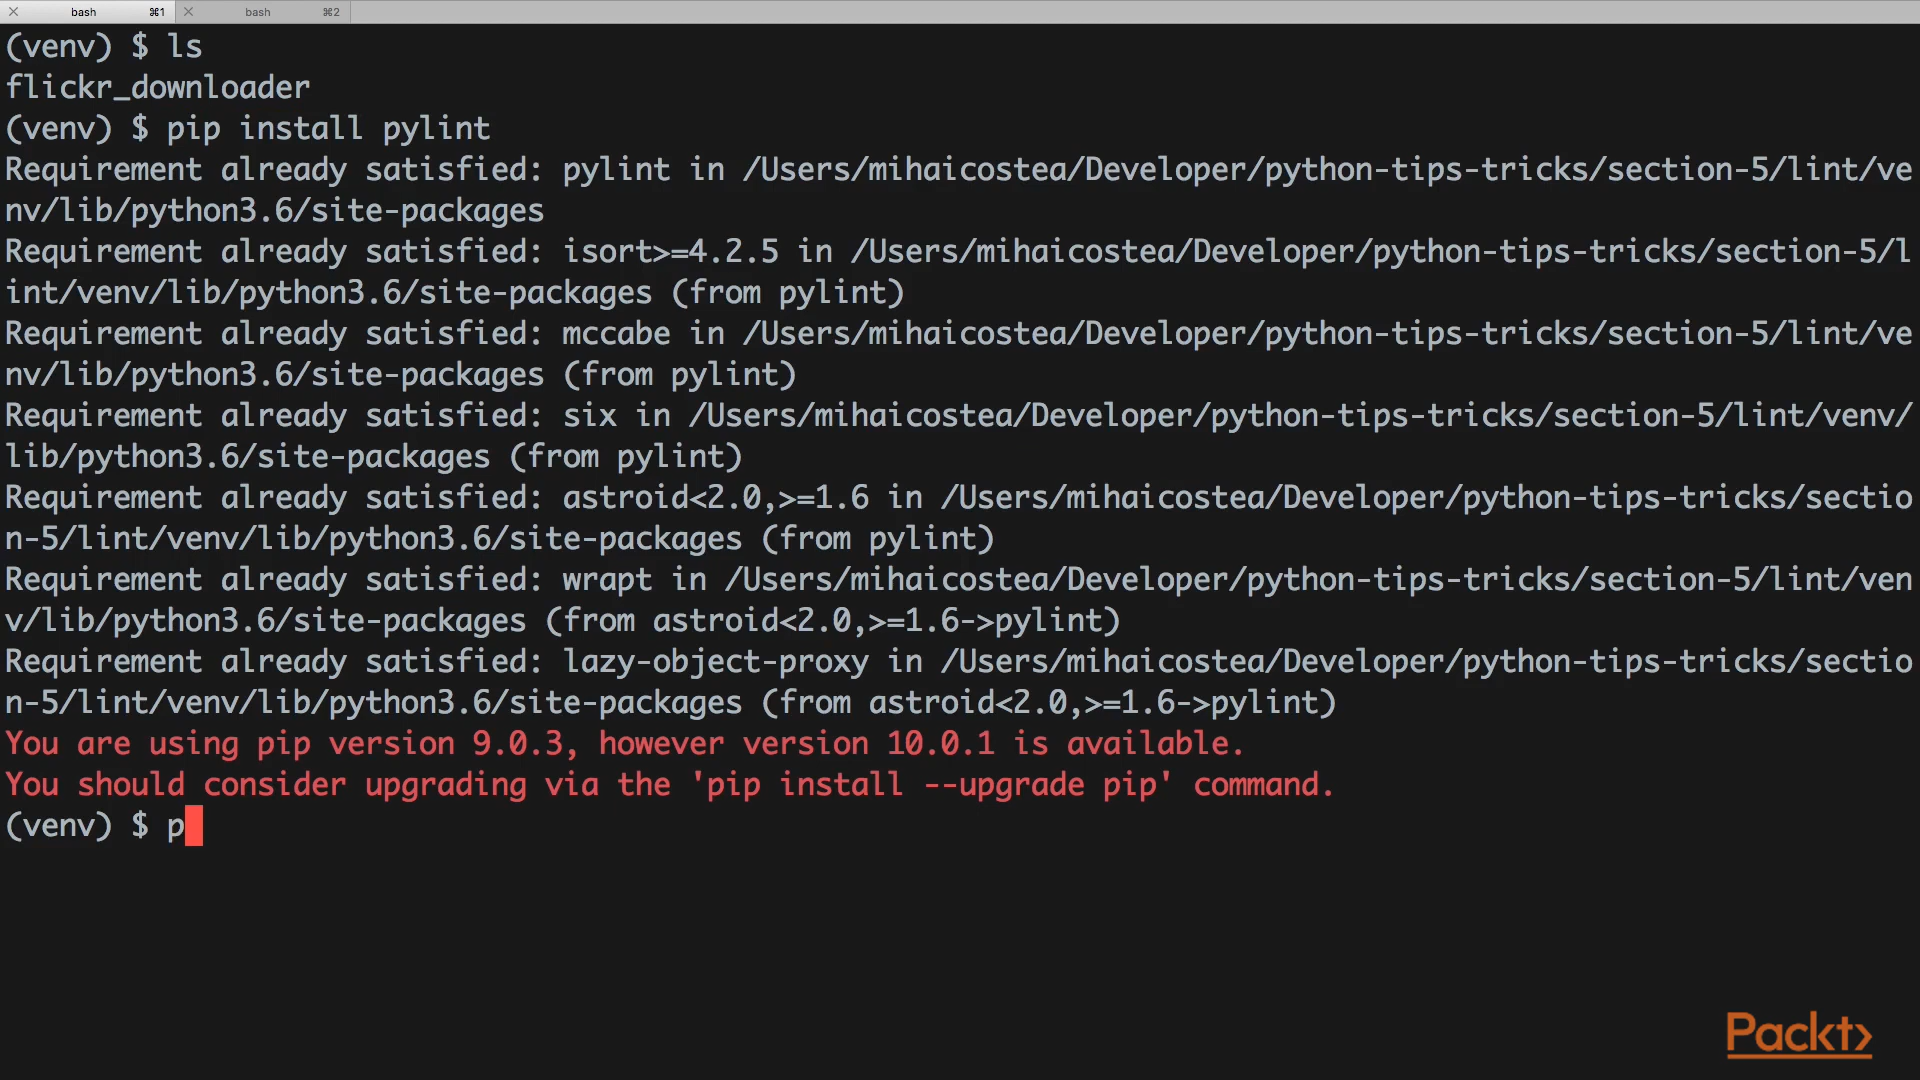 bash ⌘1 bash ⌘2
(venv) $ ls
flickr_downloader
(venv) $ pip install pylint
Requirement already satisfied: pylint in /Users/mihaicostea/Developer/python-tips-tricks/section-5/lint/ve
nv/lib/python3.6/site-packages
Requirement already satisfied: isort>=4.2.5 in /Users/mihaicostea/Developer/python-tips-tricks/section-5/l
int/venv/lib/python3.6/site-packages (from pylint)
Requirement already satisfied: mccabe in /Users/mihaicostea/Developer/python-tips-tricks/section-5/lint/ve
nv/lib/python3.6/site-packages (from pylint)
Requirement already satisfied: six in /Users/mihaicostea/Developer/python-tips-tricks/section-5/lint/venv/
lib/python3.6/site-packages (from pylint)
Requirement already satisfied: astroid<2.0,>=1.6 in /Users/mihaicostea/Developer/python-tips-tricks/sectio
n-5/lint/venv/lib/python3.6/site-packages (from pylint)
Requirement already satisfied: wrapt in /Users/mihaicostea/Developer/python-tips-tricks/section-5/lint/ven
v/lib/python3.6/site-packages (from astroid<2.0,>=1.6->pylint)
Requirement already satisfied: lazy-object-proxy in /Users/mihaicostea/Developer/python-tips-tricks/sectio
n-5/lint/venv/lib/python3.6/site-packages (from astroid<2.0,>=1.6->pylint)
You are using pip version 9.0.3, however version 10.0.1 is available.
You should consider upgrading via the 'pip install --upgrade pip' command.
(venv) $ p
Packt>